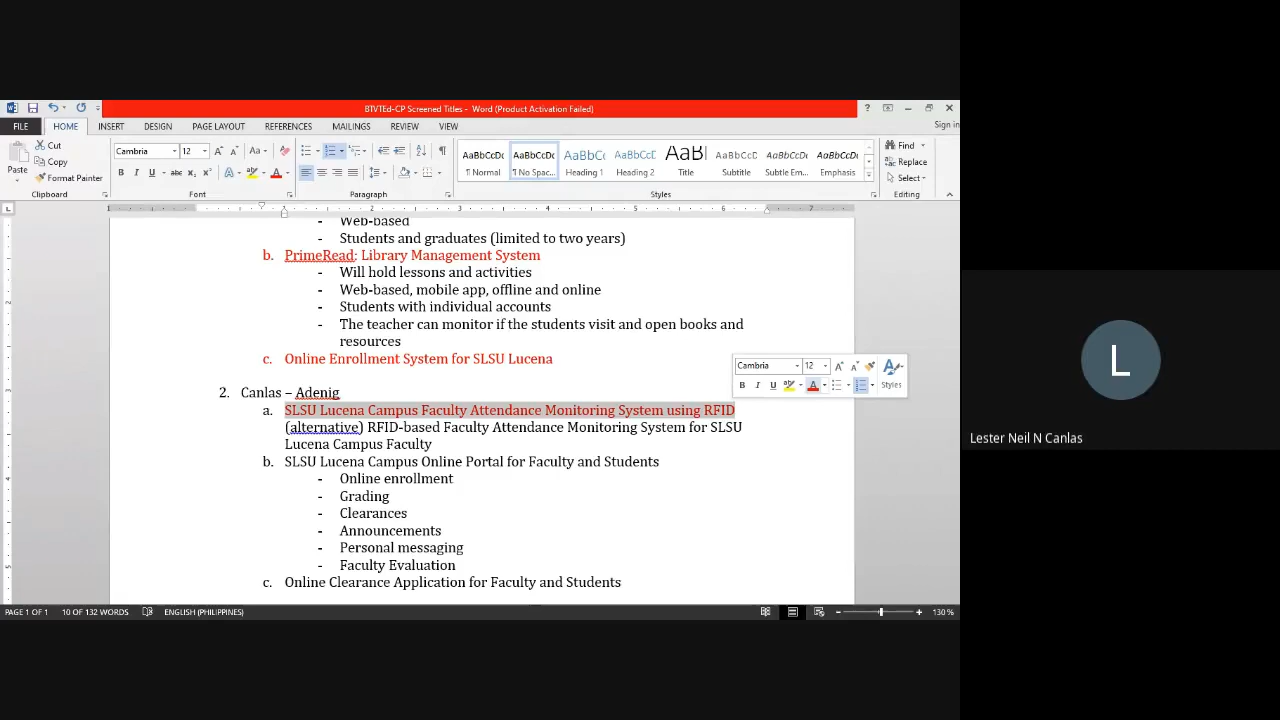 BTVTEd-CP Screened Titles - Word (Product Activation Failed)
FILE HOME INSERT DESIGN PAGE LAYOUT REFERENCES MAILINGS REVIEW VIEW Sign in
Cut
Copy
Format Painter
Paste
Clipboard
Cambria 12
Font
Paragraph
AaBbCcDc AaBbCcDc AaBbCc AaBbCcC AaBl AaBbCcD AaBbCcDc AaBbCcDc
¶ Normal ¶ No Spac... Heading 1 Heading 2 Title Subtitle Subtle Em... Emphasis
Styles
Find
Replace
Select
Editing
- Web-based
- Students and graduates (limited to two years)
b. PrimeRead: Library Management System
- Will hold lessons and activities
- Web-based, mobile app, offline and online
- Students with individual accounts
- The teacher can monitor if the students visit and open books and
resources
c. Online Enrollment System for SLSU Lucena
Cambria 12
B I U Styles
2. Canlas – Adenig
a. SLSU Lucena Campus Faculty Attendance Monitoring System using RFID
(alternative) RFID-based Faculty Attendance Monitoring System for SLSU
Lucena Campus Faculty
b. SLSU Lucena Campus Online Portal for Faculty and Students
- Online enrollment
- Grading
- Clearances
- Announcements
- Personal messaging
- Faculty Evaluation
c. Online Clearance Application for Faculty and Students
PAGE 1 OF 1 10 OF 132 WORDS ENGLISH (PHILIPPINES) 130%
L
Lester Neil N Canlas